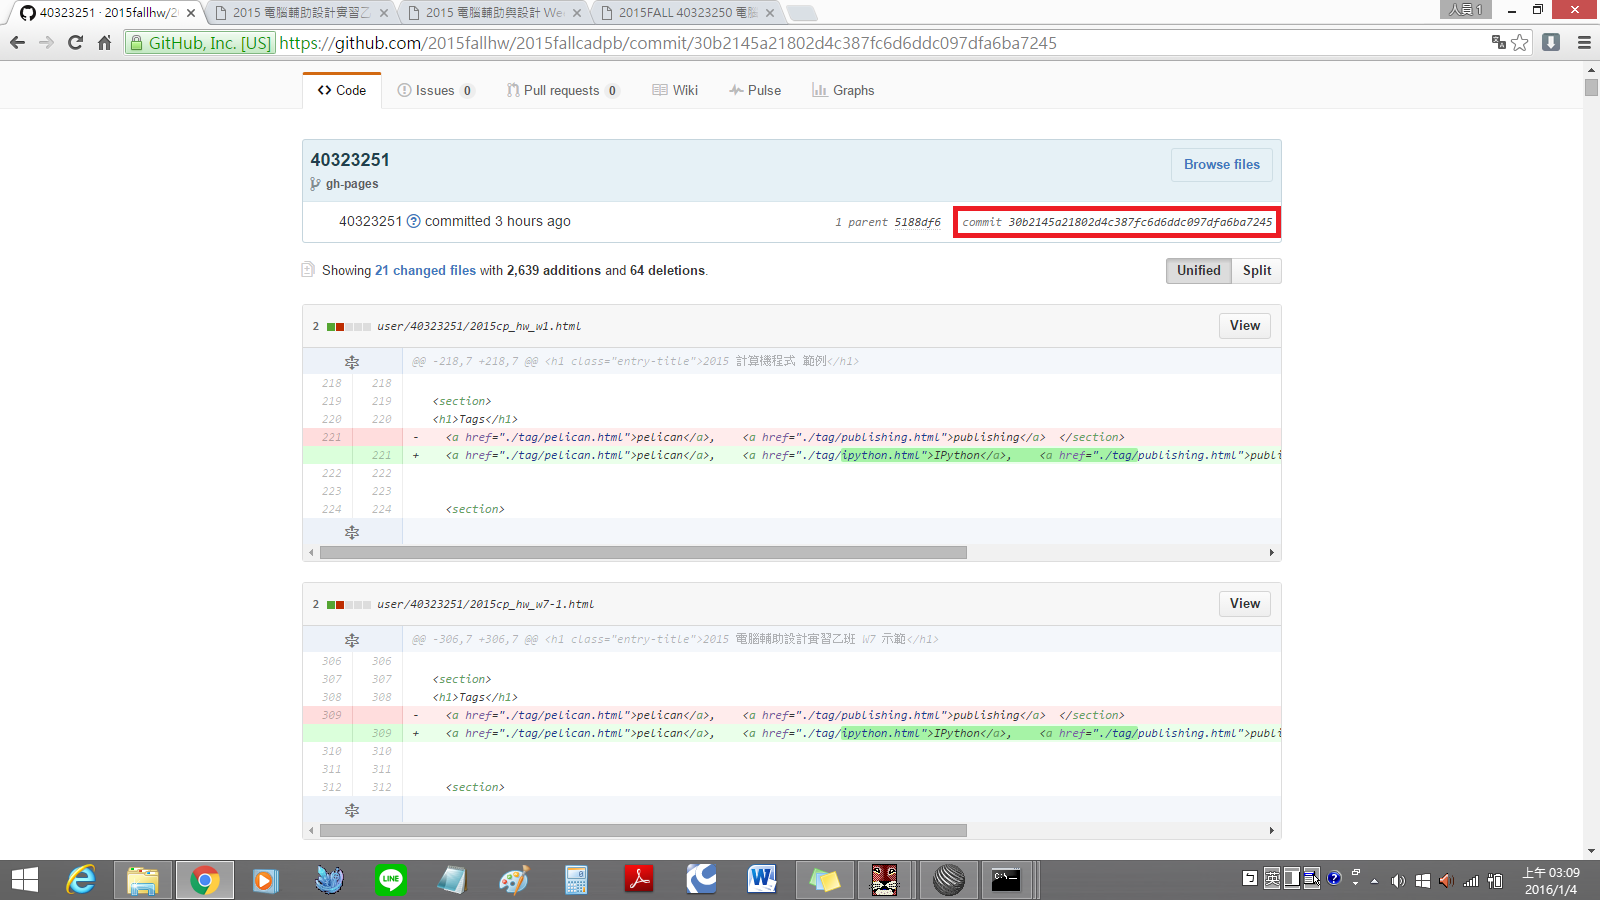 40323251 · 2015fallhw/2
2015 電腦輔助設計實習乙
2015 電腦輔助與設計 We
2015FALL 40323250 電腦
人員 1
GitHub, Inc. [US] https://github.com/2015fallhw/2015fallcadpb/commit/30b2145a21802d4c387fc6d6ddc097dfa6ba7245
Code Issues 0 Pull requests 0 Wiki Pulse Graphs
40323251
Browse files
gh-pages
40323251 ? committed 3 hours ago
1 parent 5188df6 commit 30b2145a21802d4c387fc6d6ddc097dfa6ba7245
Showing 21 changed files with 2,639 additions and 64 deletions.
Unified Split
2 user/40323251/2015cp_hw_w1.html View
@@ -218,7 +218,7 @@ <h1 class="entry-title">2015 計算機程式 範例</h1>
218 218
219 219 <section>
220 220 <h1>Tags</h1>
221 - <a href="./tag/pelican.html">pelican</a>, <a href="./tag/publishing.html">publishing</a> </section>
221 + <a href="./tag/pelican.html">pelican</a>, <a href="./tag/ipython.html">IPython</a>, <a href="./tag/publishing.html">publi
222 222
223 223
224 224 <section>
2 user/40323251/2015cp_hw_w7-1.html View
@@ -306,7 +306,7 @@ <h1 class="entry-title">2015 電腦輔助設計實習乙班 W7 示範</h1>
306 306
307 307 <section>
308 308 <h1>Tags</h1>
309 - <a href="./tag/pelican.html">pelican</a>, <a href="./tag/publishing.html">publishing</a> </section>
309 + <a href="./tag/pelican.html">pelican</a>, <a href="./tag/ipython.html">IPython</a>, <a href="./tag/publishing.html">publi
310 310
311 311
312 312 <section>
LINE
英
上午 03:09
2016/1/4